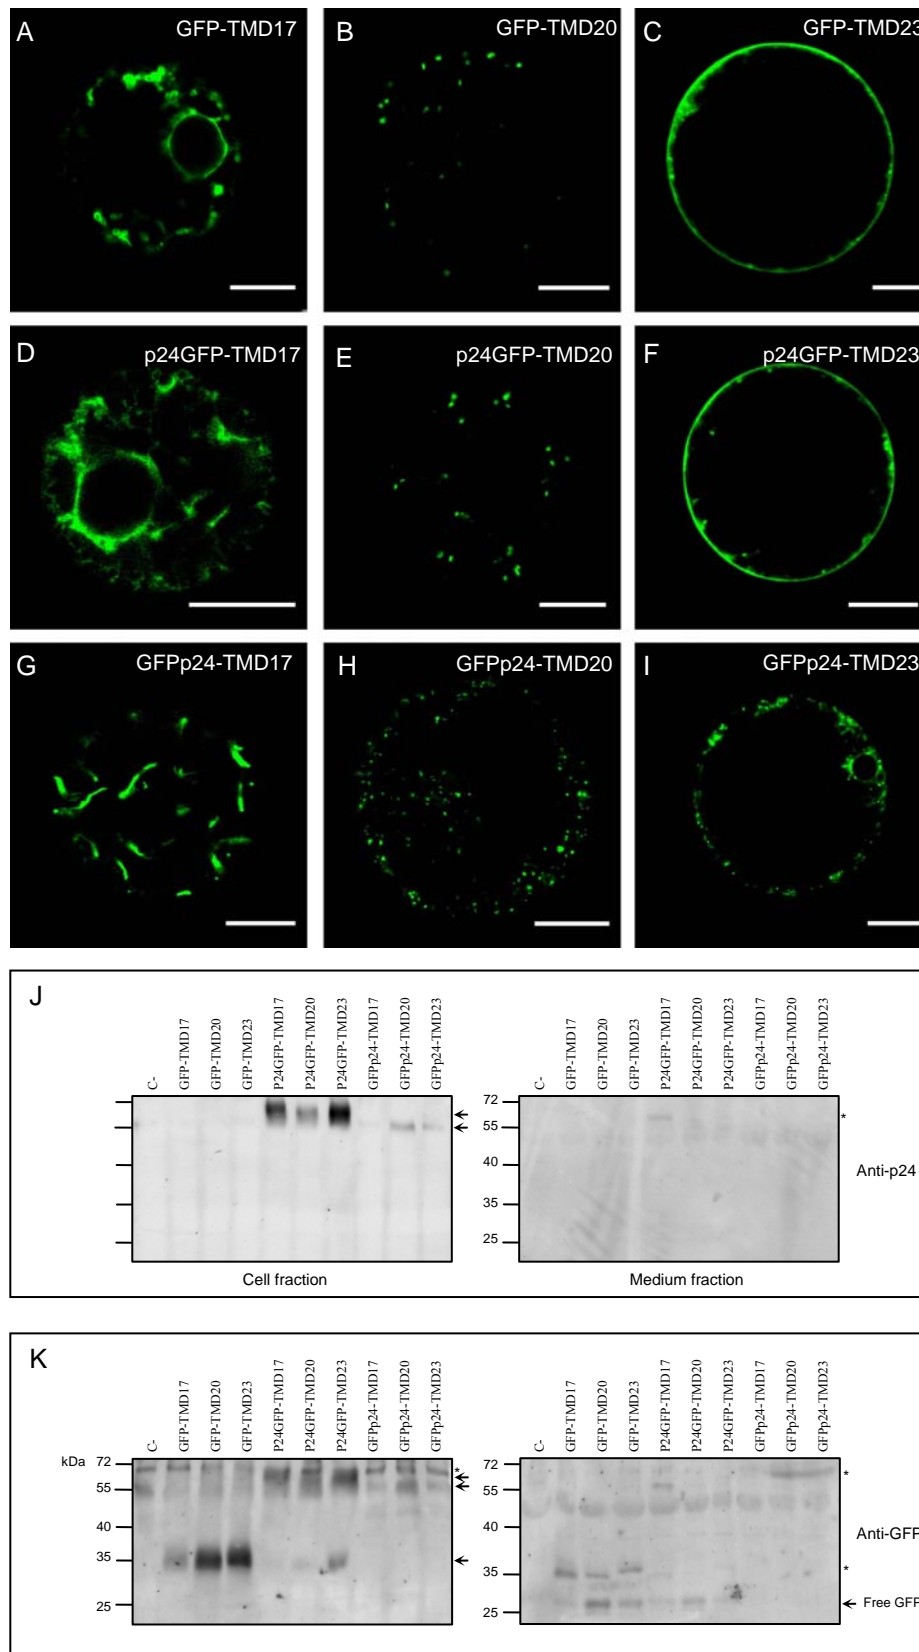 A GFP-TMD17 B GFP-TMD20 C GFP-TMD23
D p24GFP-TMD17 E p24GFP-TMD20 F p24GFP-TMD23
G GFPp24-TMD17 H GFPp24-TMD20 I GFPp24-TMD23
J
C- GFP-TMD17 GFP-TMD20 GFP-TMD23 P24GFP-TMD17 P24GFP-TMD20 P24GFP-TMD23 GFPp24-TMD17 GFPp24-TMD20 GFPp24-TMD23 C- GFP-TMD17 GFP-TMD20 GFP-TMD23 P24GFP-TMD17 P24GFP-TMD20 P24GFP-TMD23 GFPp24-TMD17 GFPp24-TMD20 GFPp24-TMD23
72
55 *
40 Anti-p24
35
25
Cell fraction Medium fraction
K
C- GFP-TMD17 GFP-TMD20 GFP-TMD23 P24GFP-TMD17 P24GFP-TMD20 P24GFP-TMD23 GFPp24-TMD17 GFPp24-TMD20 GFPp24-TMD23 C- GFP-TMD17 GFP-TMD20 GFP-TMD23 P24GFP-TMD17 P24GFP-TMD20 P24GFP-TMD23 GFPp24-TMD17 GFPp24-TMD20 GFPp24-TMD23
kDa 72 * 72 *
55 55
40 40 Anti-GFP
35 35 *
25 25 Free GFP